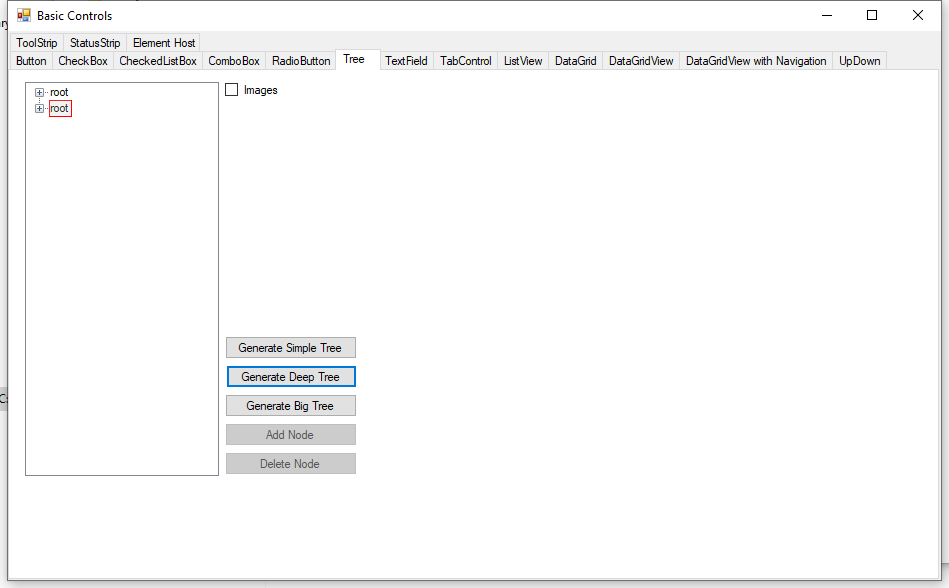 Basic Controls
ToolStrip StatusStrip Element Host
Button CheckBox CheckedListBox ComboBox RadioButton Tree TextField TabControl ListView DataGrid DataGridView DataGridView with Navigation UpDown
root
root
Images
Generate Simple Tree
Generate Deep Tree
Generate Big Tree
Add Node
Delete Node